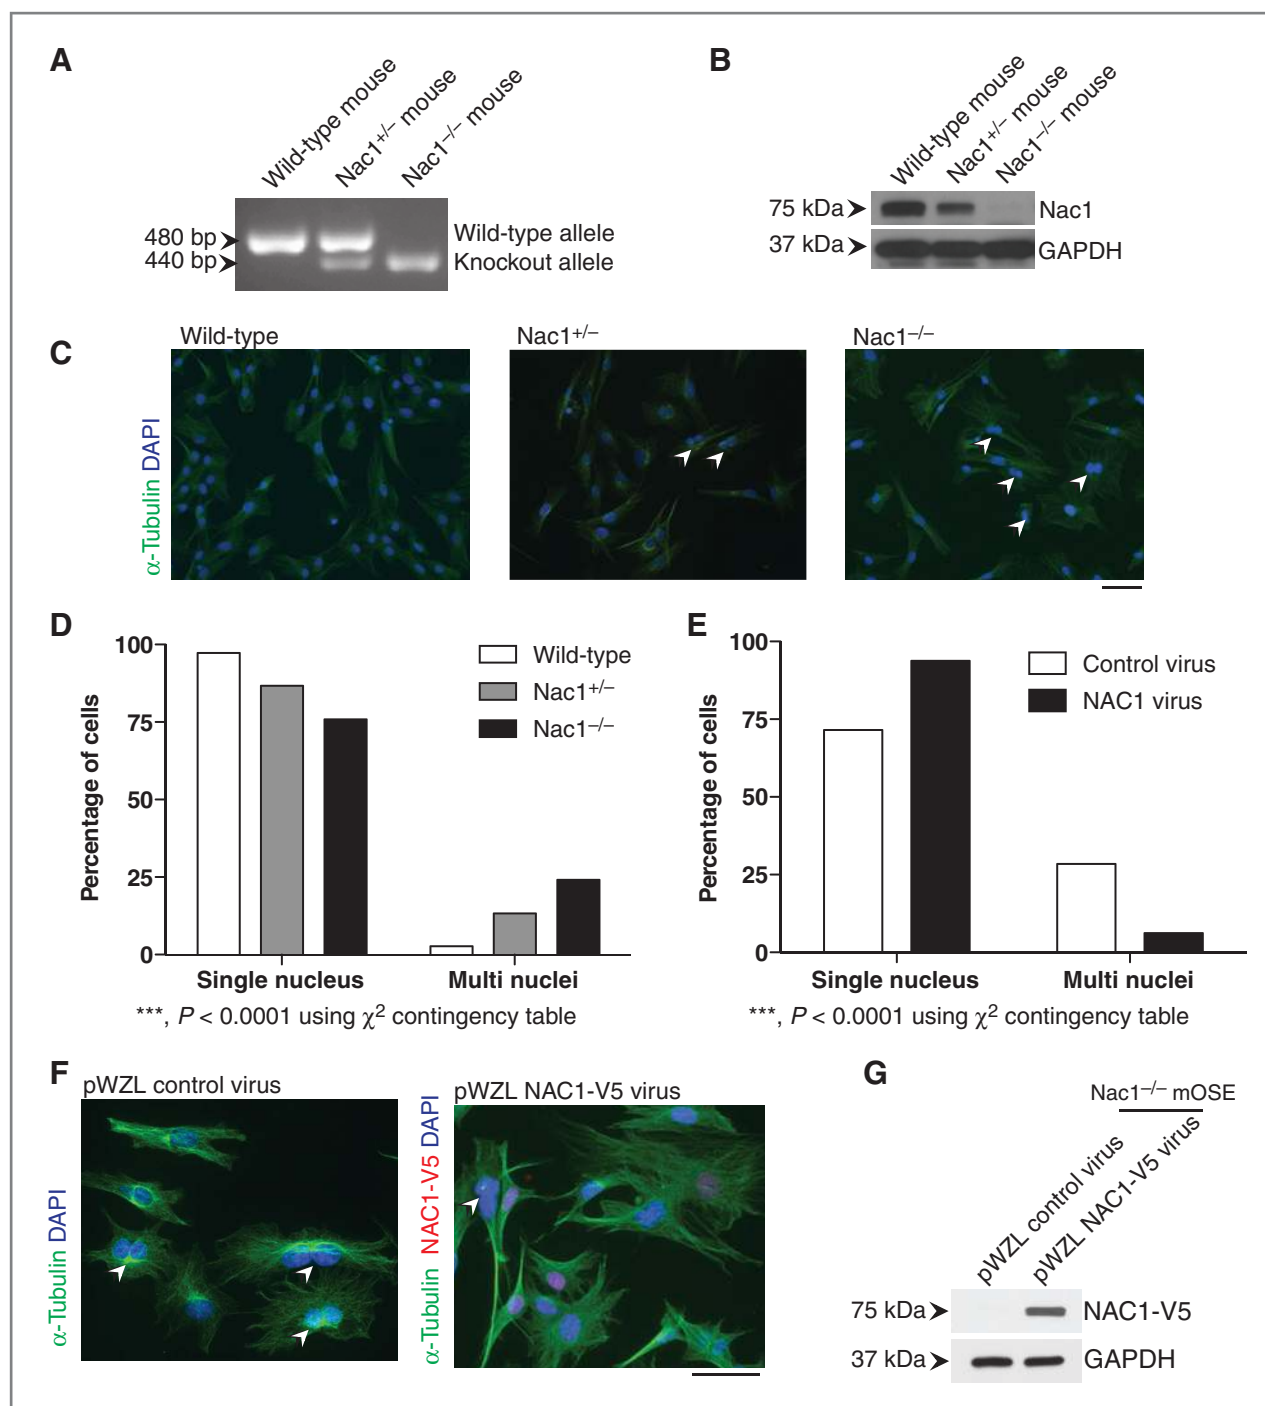 A
Wild-type mouse
Nac1+/– mouse
Nac1–/– mouse
480 bp
440 bp
Wild-type allele
Knockout allele
B
Wild-type mouse
Nac1+/– mouse
Nac1–/– mouse
75 kDa
Nac1
37 kDa
GAPDH
C
Wild-type
Nac1+/–
Nac1–/–
α-Tubulin DAPI
D
Percentage of cells
100
75
50
25
0
Wild-type
Nac1+/–
Nac1–/–
Single nucleus
Multi nuclei
***, P < 0.0001 using χ2 contingency table
E
Percentage of cells
100
75
50
25
0
Control virus
NAC1 virus
Single nucleus
Multi nuclei
***, P < 0.0001 using χ2 contingency table
F
pWZL control virus
α-Tubulin DAPI
pWZL NAC1-V5 virus
α-Tubulin NAC1-V5 DAPI
G
Nac1–/– mOSE
pWZL control virus
pWZL NAC1-V5 virus
75 kDa
NAC1-V5
37 kDa
GAPDH